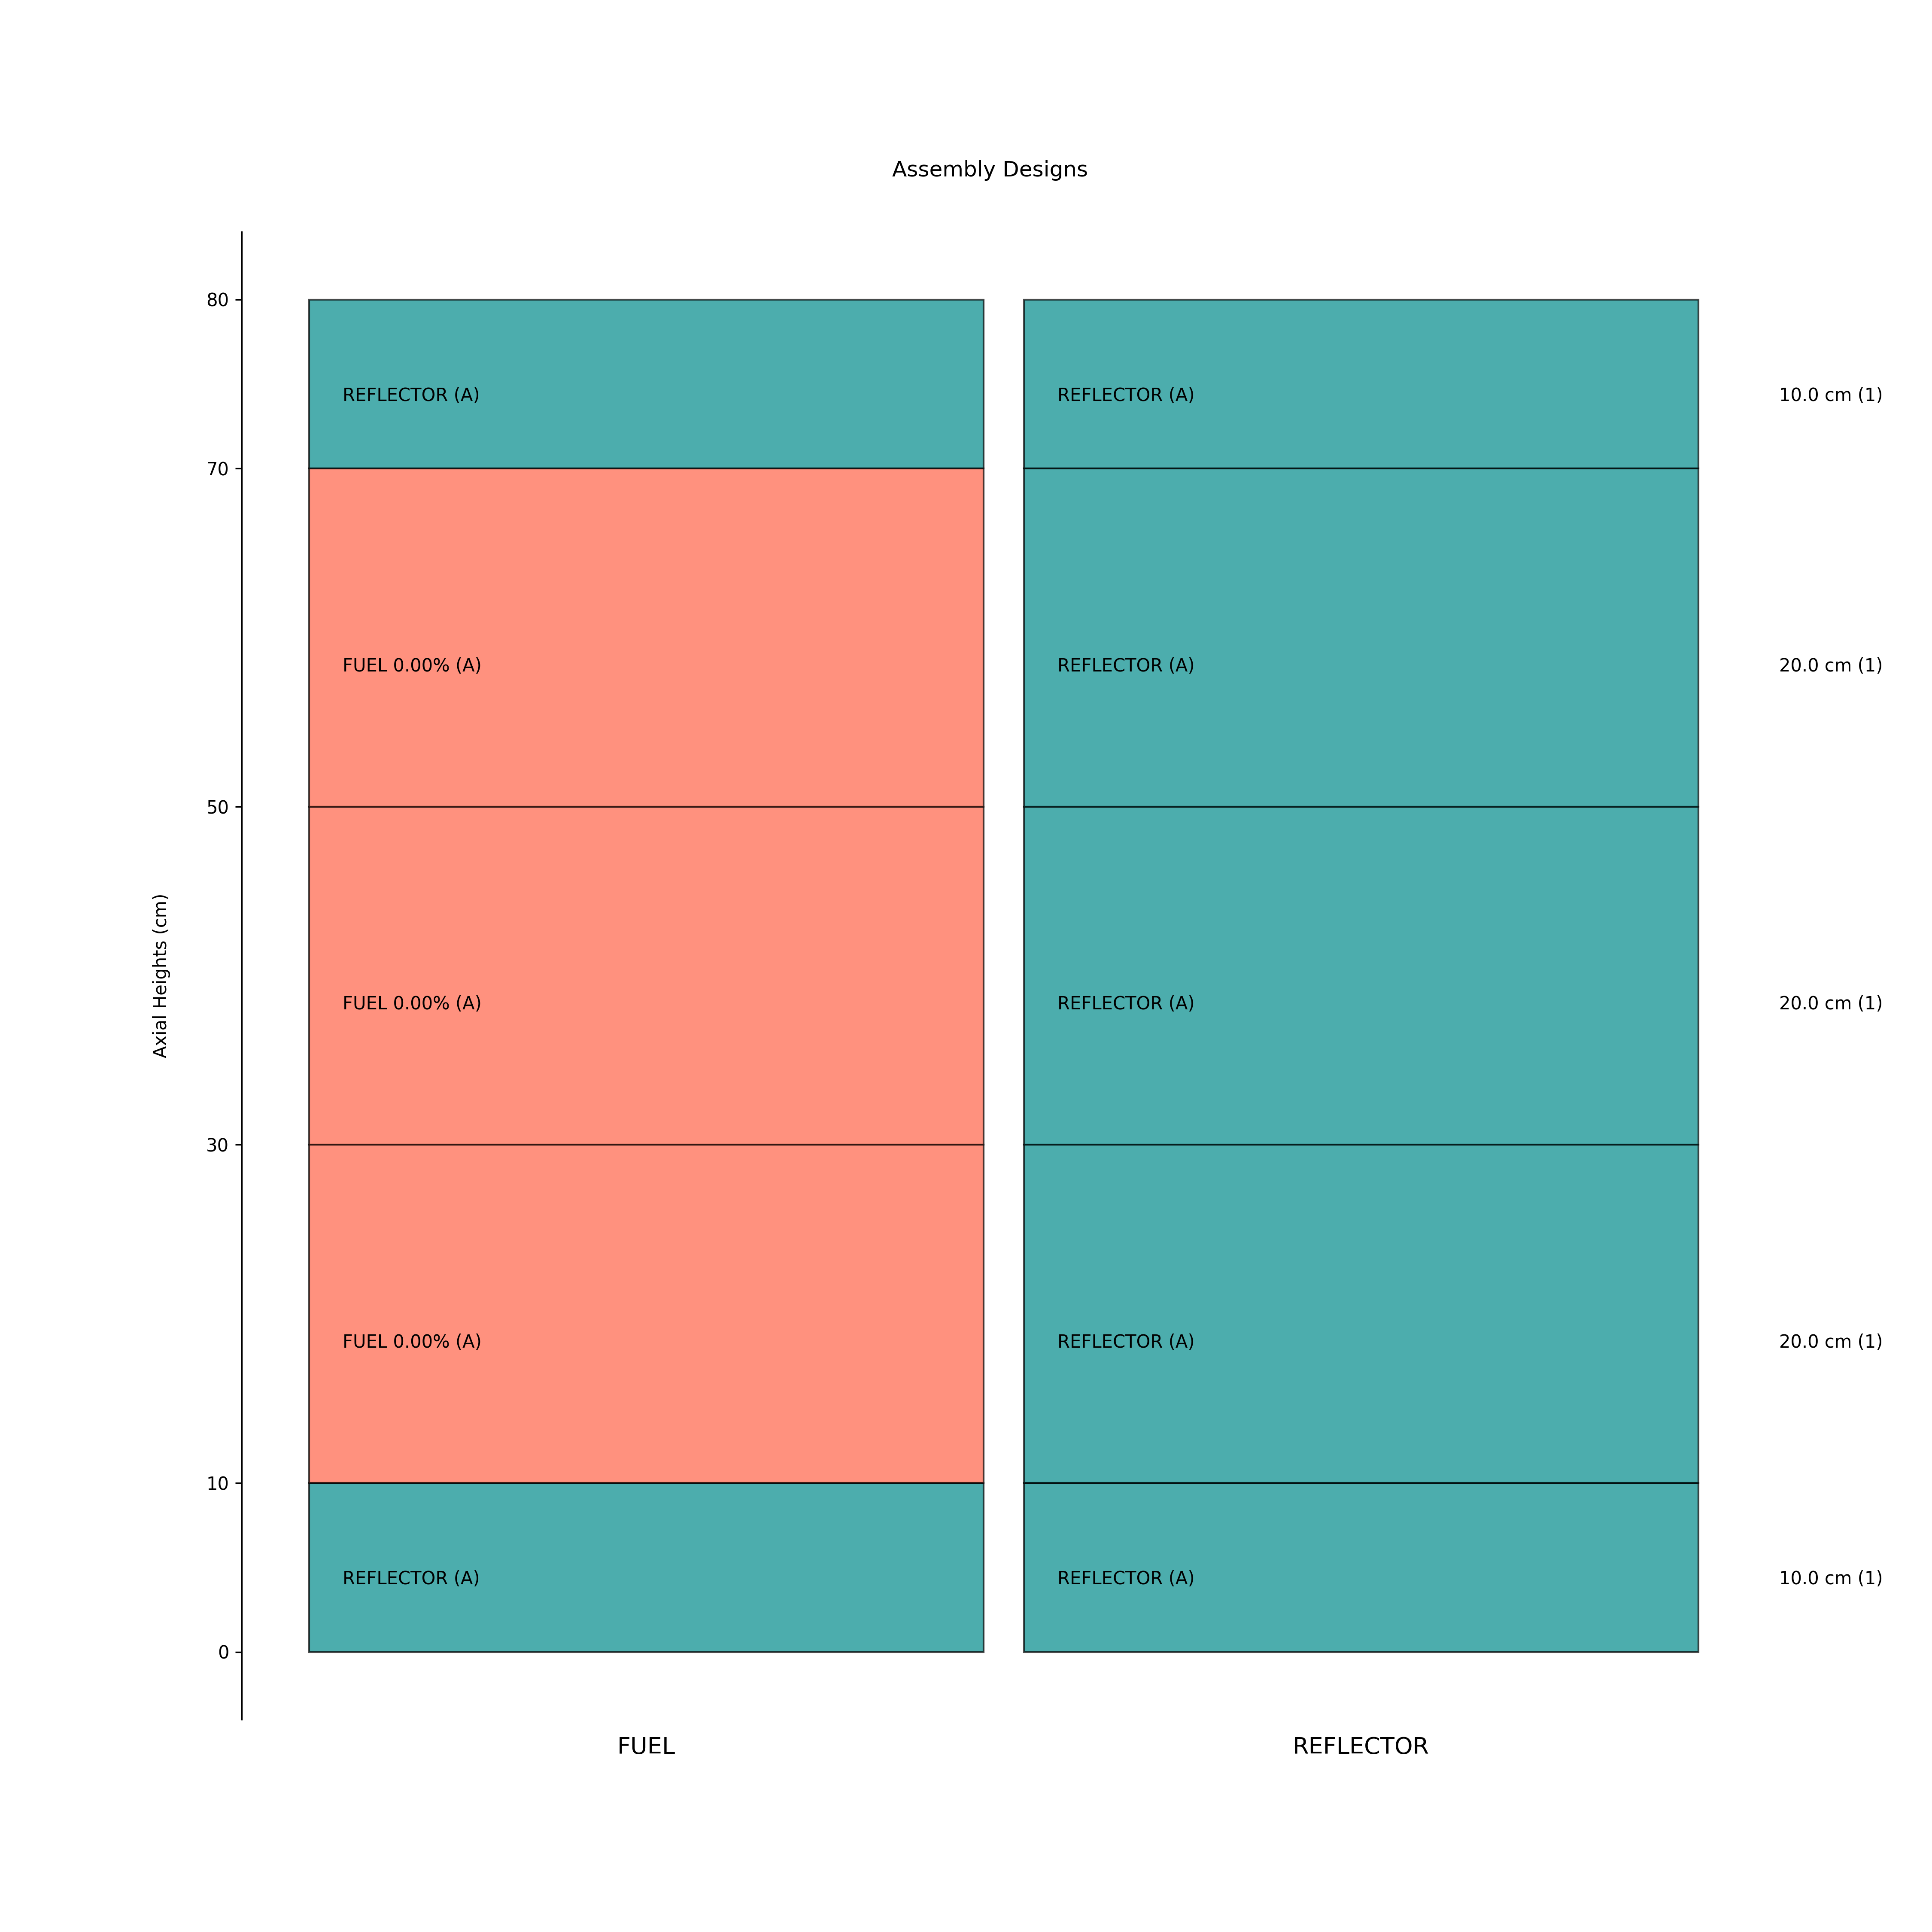 Assembly Designs
80
REFLECTOR (A) REFLECTOR (A) 10.0 cm (1)
70
FUEL 0.00% (A) REFLECTOR (A) 20.0 cm (1)
50
Axial Heights (cm)
FUEL 0.00% (A) REFLECTOR (A) 20.0 cm (1)
30
FUEL 0.00% (A) REFLECTOR (A) 20.0 cm (1)
10
REFLECTOR (A) REFLECTOR (A) 10.0 cm (1)
0
FUEL REFLECTOR